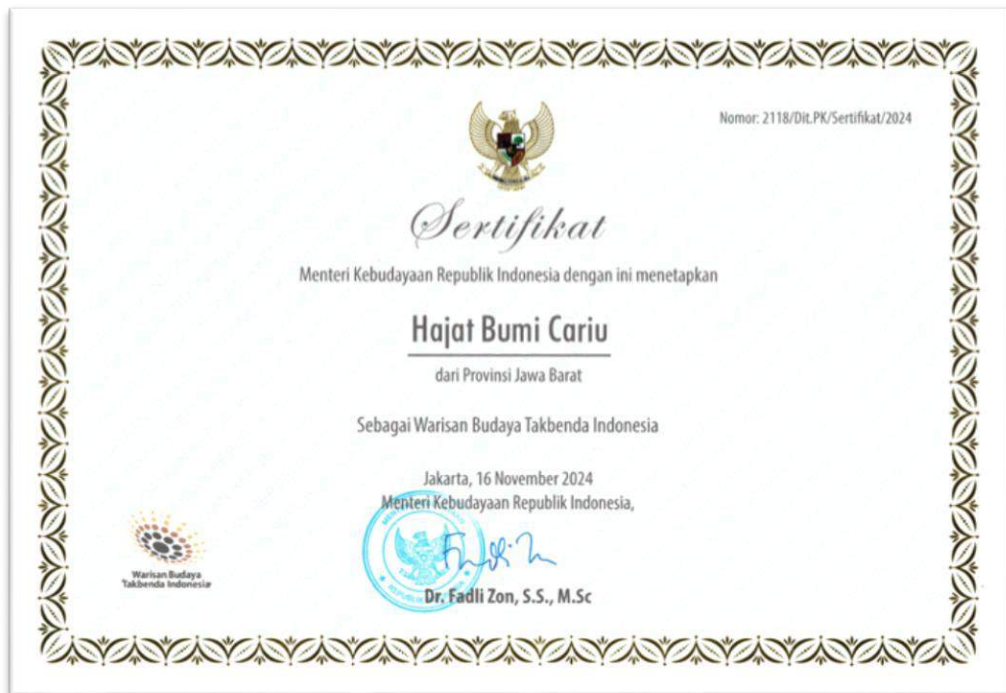 Nomor: 2118/Dit.PK/Sertifikat/2024
Sertifikat
Menteri Kebudayaan Republik Indonesia dengan ini menetapkan
Hajat Bumi Cariu
dari Provinsi Jawa Barat
Sebagai Warisan Budaya Takbenda Indonesia
Jakarta, 16 November 2024
Menteri Kebudayaan Republik Indonesia,
Dr. Fadli Zon, S.S., M.Sc
Warisan Budaya
Takbenda Indonesia